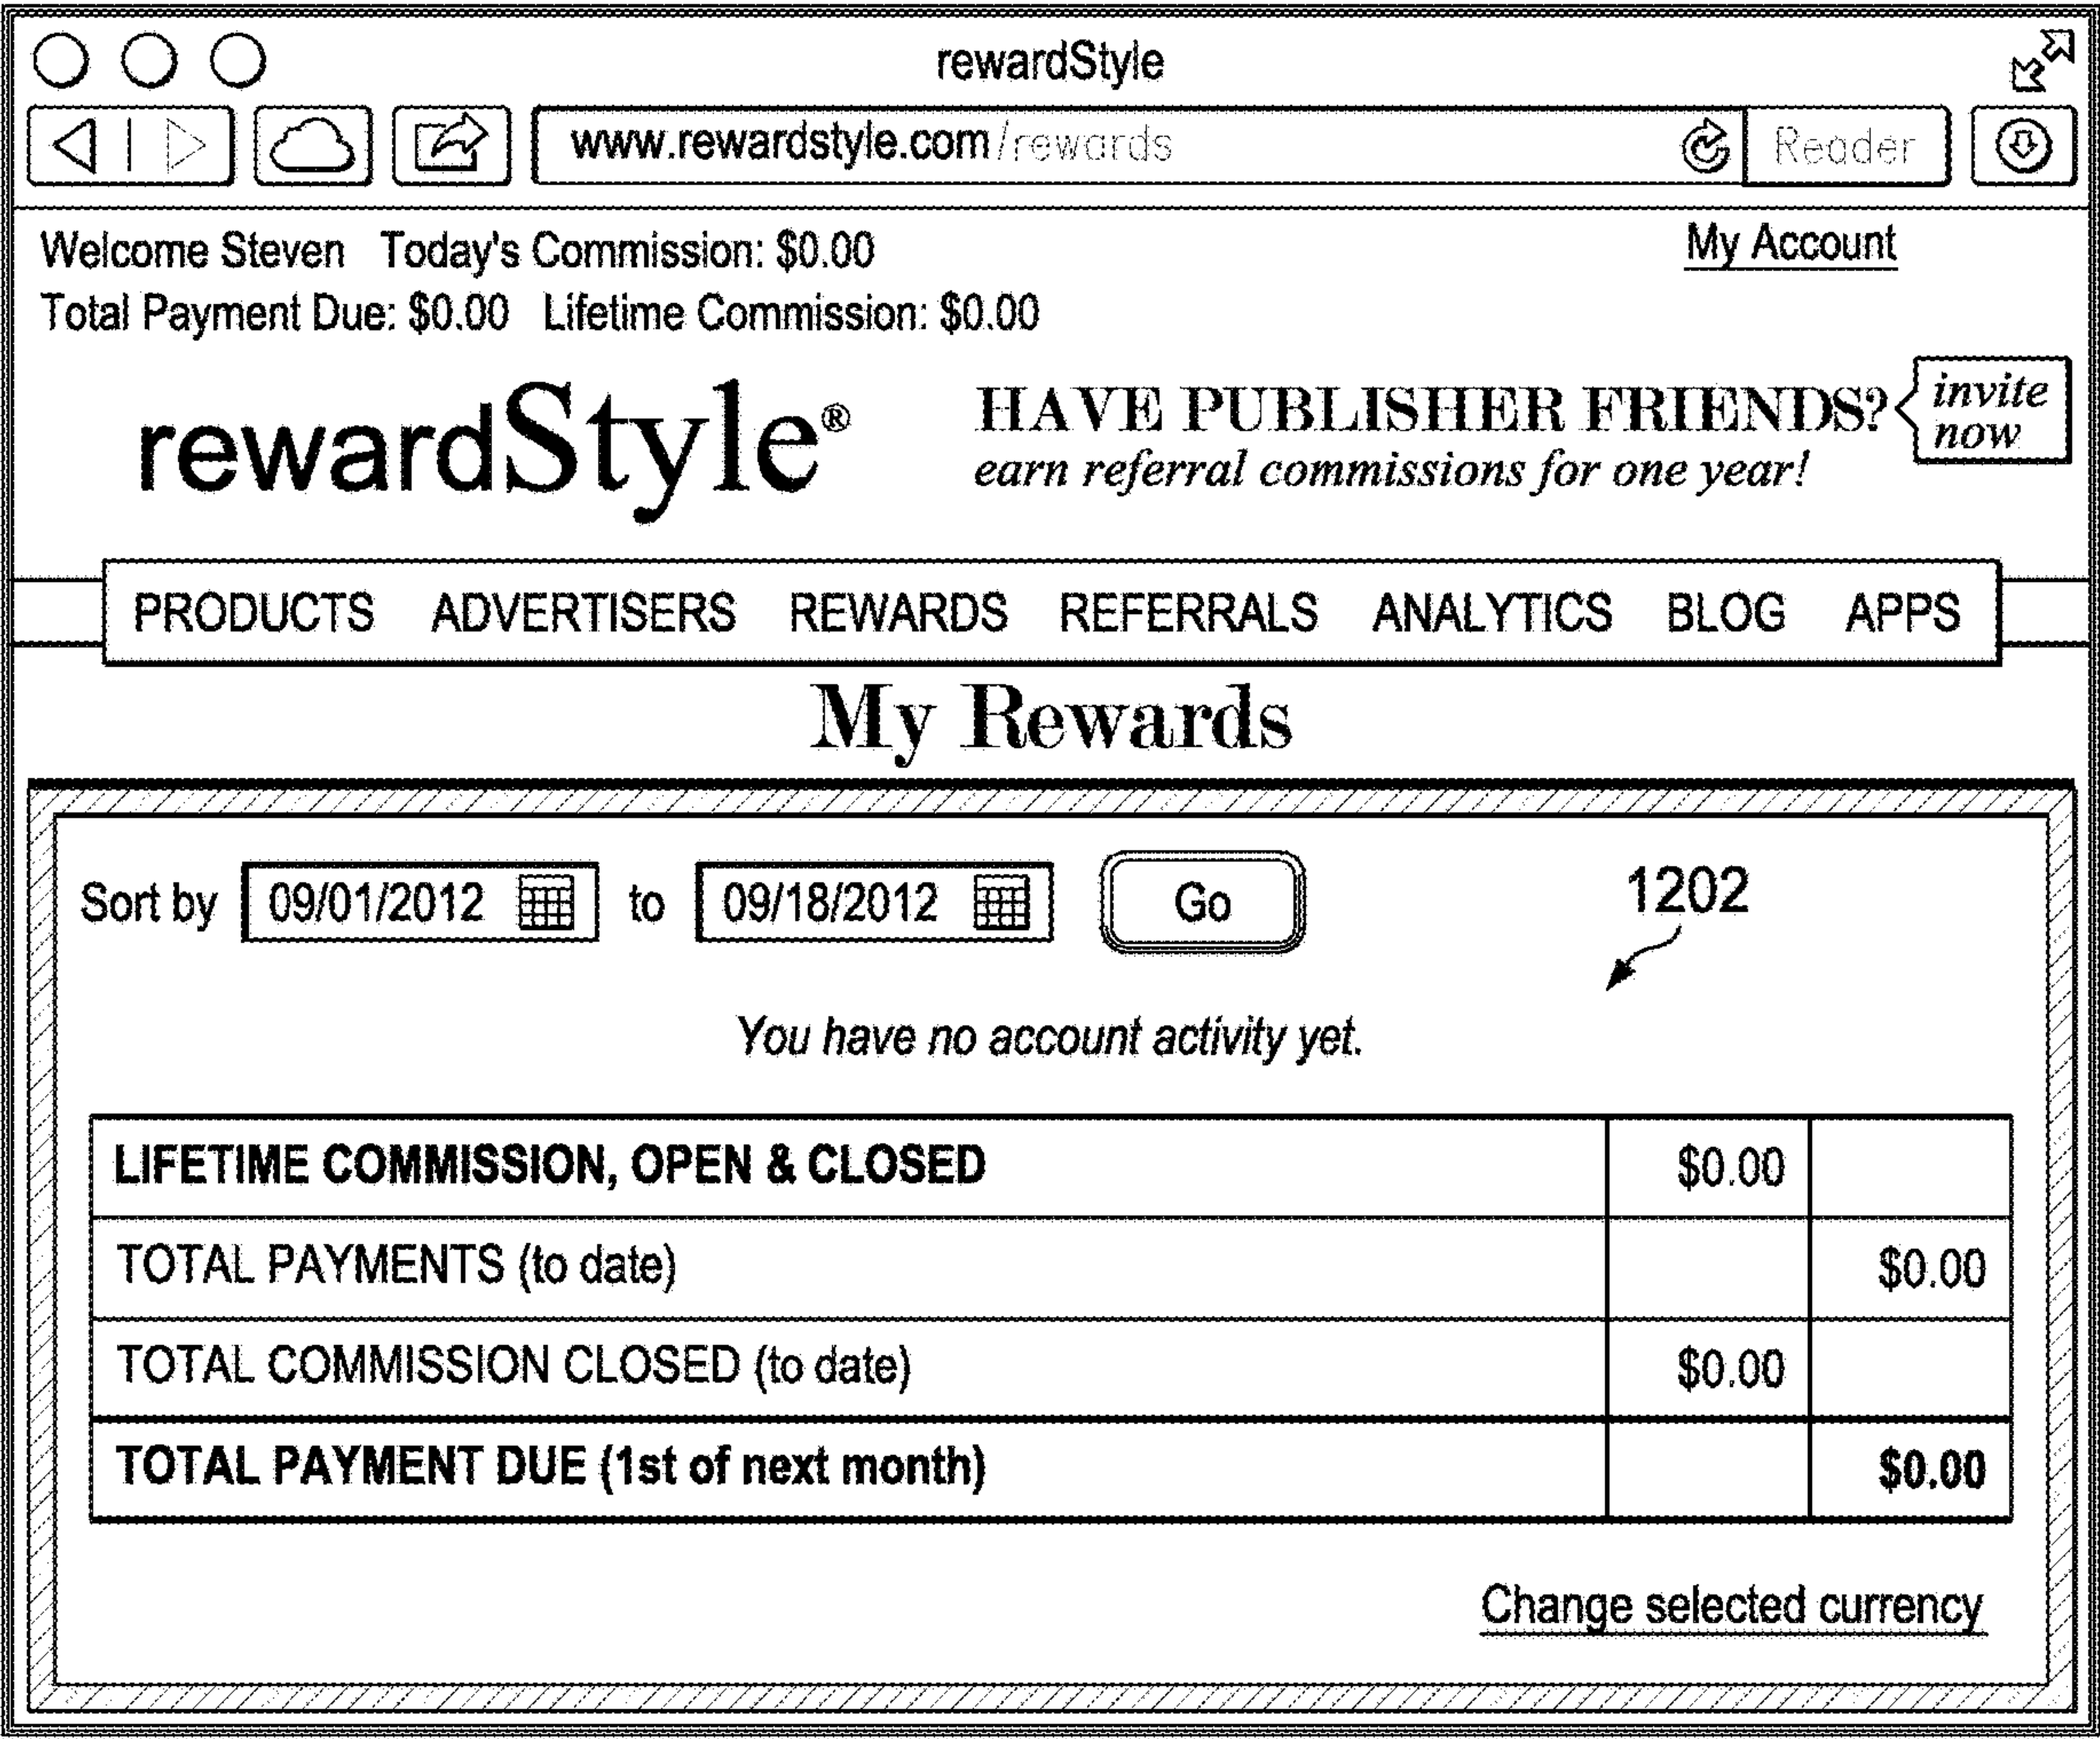 rewardStyle
www.rewardstyle.com/rewards Reader
Welcome Steven Today's Commission: $0.00 My Account
Total Payment Due: $0.00 Lifetime Commission: $0.00
rewardStyle®
HAVE PUBLISHER FRIENDS?
earn referral commissions for one year!
invite
now
PRODUCTS ADVERTISERS REWARDS REFERRALS ANALYTICS BLOG APPS
My Rewards
Sort by 09/01/2012 to 09/18/2012 Go
1202
You have no account activity yet.
LIFETIME COMMISSION, OPEN & CLOSED $0.00
TOTAL PAYMENTS (to date) $0.00
TOTAL COMMISSION CLOSED (to date) $0.00
TOTAL PAYMENT DUE (1st of next month) $0.00
Change selected currency